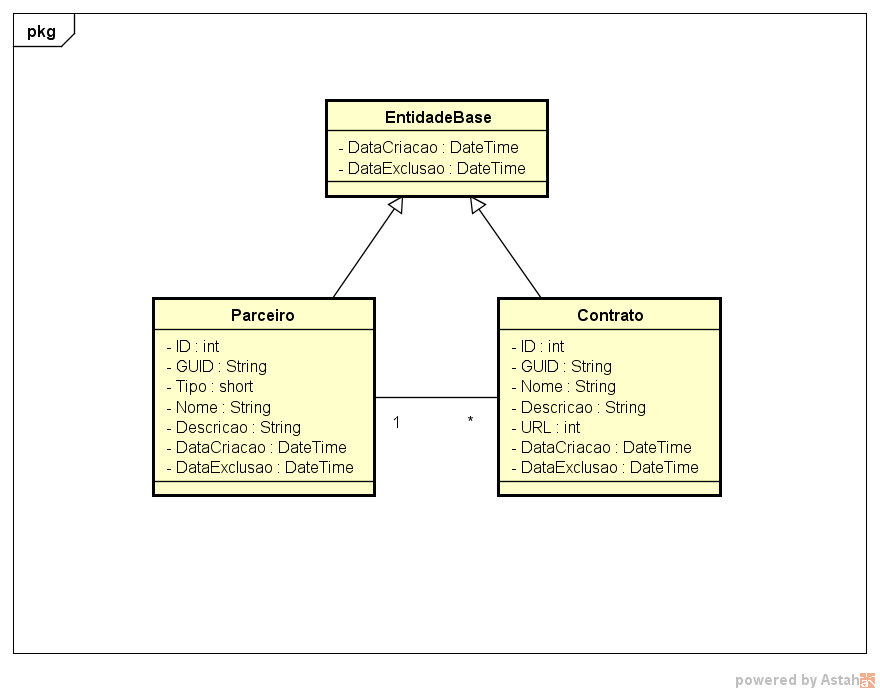 pkg
EntidadeBase
- DataCriacao : DateTime
- DataExclusao : DateTime
Parceiro
- ID : int
- GUID : String
- Tipo : short
- Nome : String
- Descricao : String
- DataCriacao : DateTime
- DataExclusao : DateTime
1
*
Contrato
- ID : int
- GUID : String
- Nome : String
- Descricao : String
- URL : int
- DataCriacao : DateTime
- DataExclusao : DateTime
powered by Astah